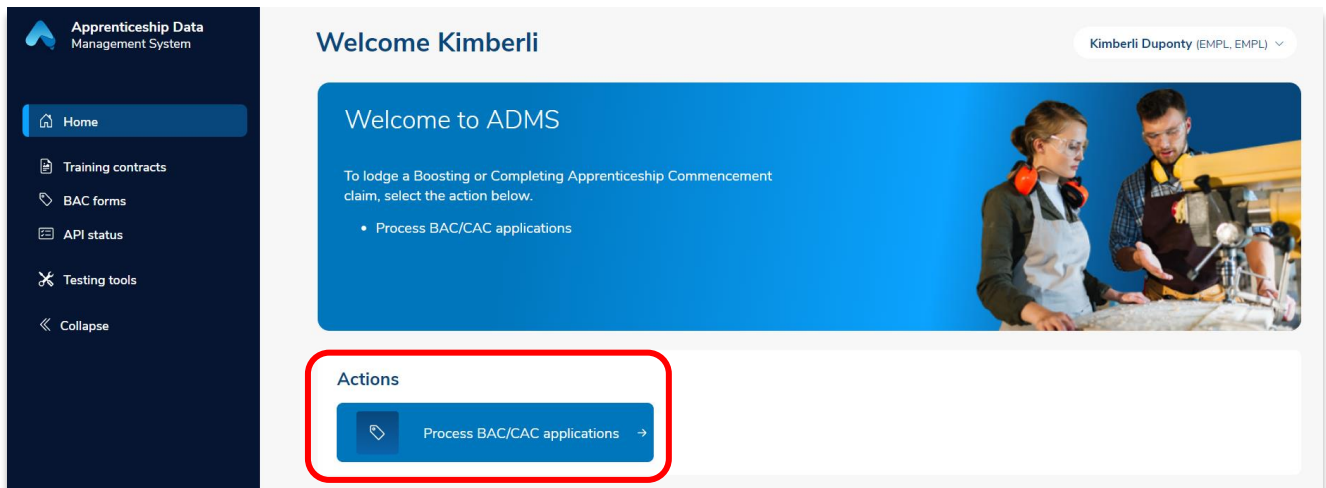 Apprenticeship Data
Management System
Home
Training contracts
BAC forms
API status
Testing tools
Collapse
Welcome Kimberli
Kimberli Duponty (EMPL, EMPL)
Welcome to ADMS
To lodge a Boosting or Completing Apprenticeship Commencement
claim, select the action below.
• Process BAC/CAC applications
Actions
Process BAC/CAC applications →